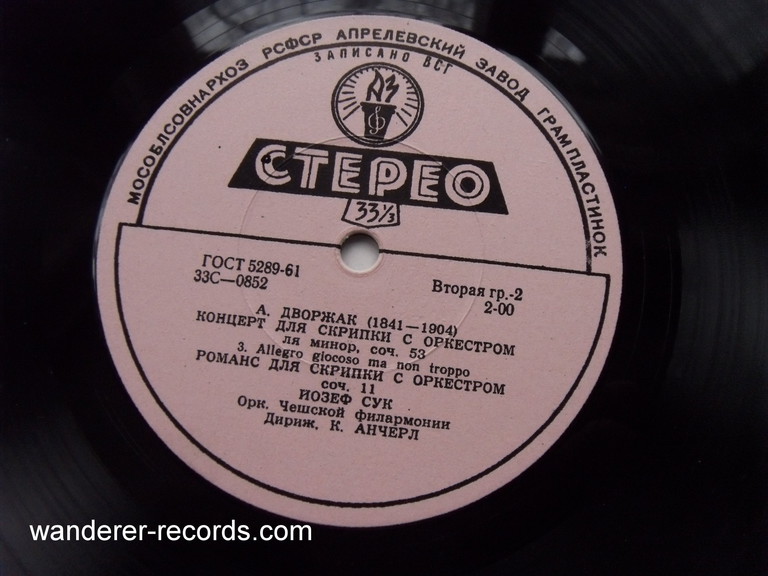 МОСОБЛСОВНАРХОЗ РСФСР АПРЕЛЕВСКИЙ ЗАВОД ГРАМПЛАСТИНОК
ЗАПИСАНО ВСГ
АЗ
СТЕРЕО
33⅓
ГОСТ 5289-61
33С—0852
Вторая гр.-2
2-00
А. ДВОРЖАК (1841—1904)
КОНЦЕРТ ДЛЯ СКРИПКИ С ОРКЕСТРОМ
ля минор, соч. 53
3. Allegro giocoso ma non troppo
РОМАНС ДЛЯ СКРИПКИ С ОРКЕСТРОМ
соч. 11
ИОЗЕФ СУК
Орк. Чешской филармонии
Дириж. К. АНЧЕРЛ
wanderer-records.com